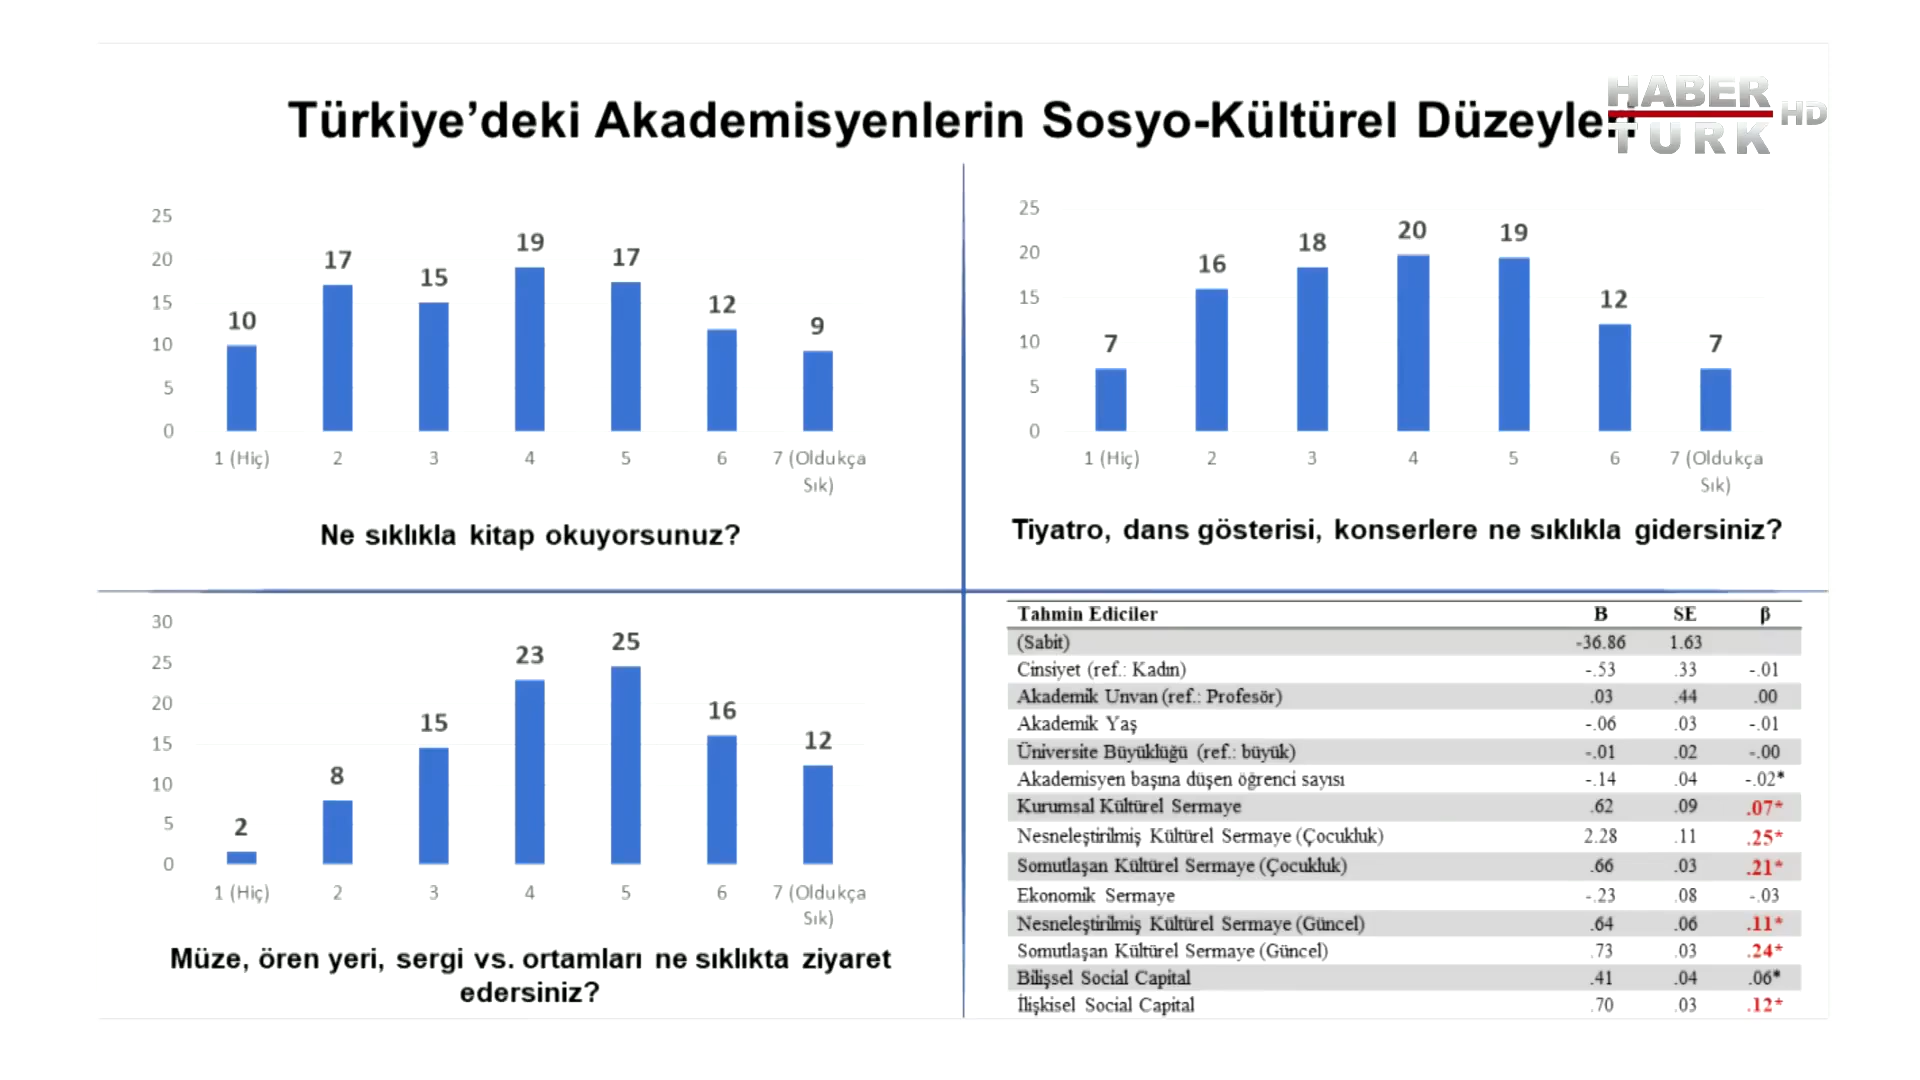 Türkiye'deki Akademisyenlerin Sosyo-Kültürel Düzeyleri
HABER
TURK HD
25
20
15
10
5
0
10
17
15
19
17
12
9
1 (Hiç) 2 3 4 5 6 7 (Oldukça
Sık)
Ne sıklıkla kitap okuyorsunuz?
25
20
15
10
5
0
7
16
18
20
19
12
7
1 (Hiç) 2 3 4 5 6 7 (Oldukça
Sık)
Tiyatro, dans gösterisi, konserlere ne sıklıkla gidersiniz?
30
25
20
15
10
5
0
2
8
15
23
25
16
12
1 (Hiç) 2 3 4 5 6 7 (Oldukça
Sık)
Müze, ören yeri, sergi vs. ortamları ne sıklıkta ziyaret
edersiniz?
Tahmin Ediciler B SE β
(Sabit) -36.86 1.63
Cinsiyet (ref.: Kadın) -.53 .33 -.01
Akademik Unvan (ref.: Profesör) .03 .44 .00
Akademik Yaş -.06 .03 -.01
Üniversite Büyüklüğü (ref.: büyük) -.01 .02 -.00
Akademisyen başına düşen öğrenci sayısı -.14 .04 -.02*
Kurumsal Kültürel Sermaye .62 .09 .07*
Nesneleştirilmiş Kültürel Sermaye (Çocukluk) 2.28 .11 .25*
Somutlaşan Kültürel Sermaye (Çocukluk) .66 .03 .21*
Ekonomik Sermaye -.23 .08 -.03
Nesneleştirilmiş Kültürel Sermaye (Güncel) .64 .06 .11*
Somutlaşan Kültürel Sermaye (Güncel) .73 .03 .24*
Bilişsel Social Capital .41 .04 .06*
İlişkisel Social Capital .70 .03 .12*